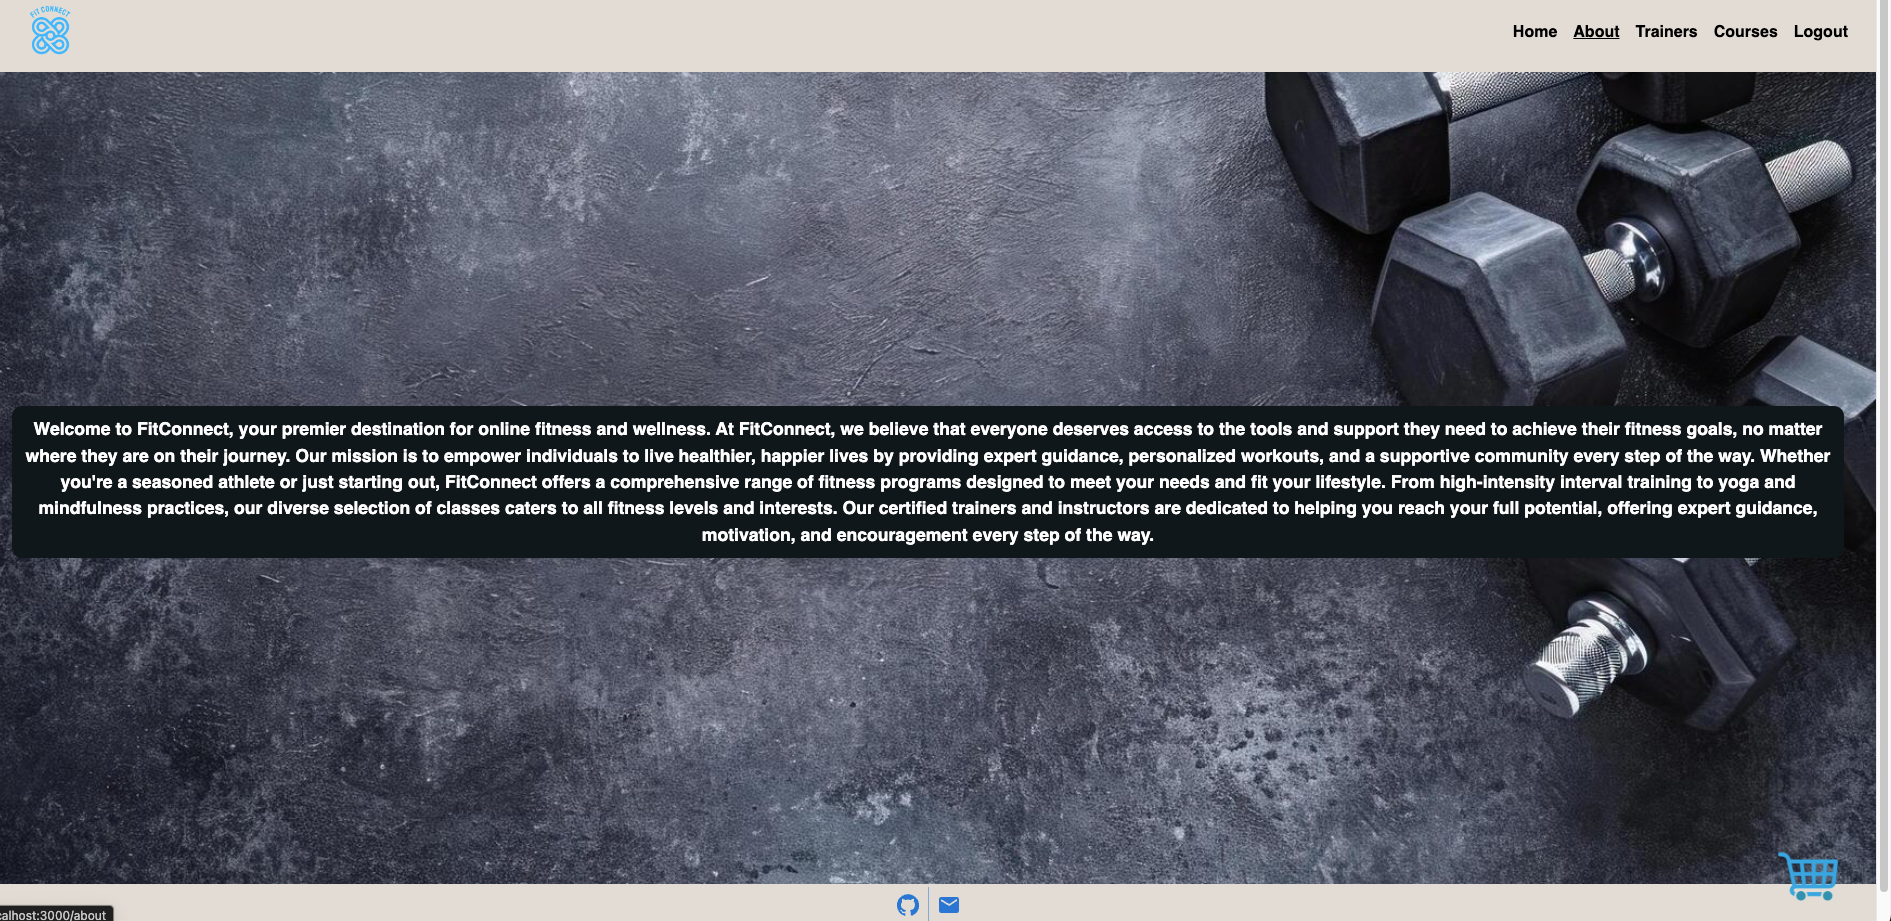 FIT CONNECT
Home About Trainers Courses Logout
Welcome to FitConnect, your premier destination for online fitness and wellness. At FitConnect, we believe that everyone deserves access to the tools and support they need to achieve their fitness goals, no matter
where they are on their journey. Our mission is to empower individuals to live healthier, happier lives by providing expert guidance, personalized workouts, and a supportive community every step of the way. Whether
you're a seasoned athlete or just starting out, FitConnect offers a comprehensive range of fitness programs designed to meet your needs and fit your lifestyle. From high-intensity interval training to yoga and
mindfulness practices, our diverse selection of classes caters to all fitness levels and interests. Our certified trainers and instructors are dedicated to helping you reach your full potential, offering expert guidance,
motivation, and encouragement every step of the way.
calhost:3000/about